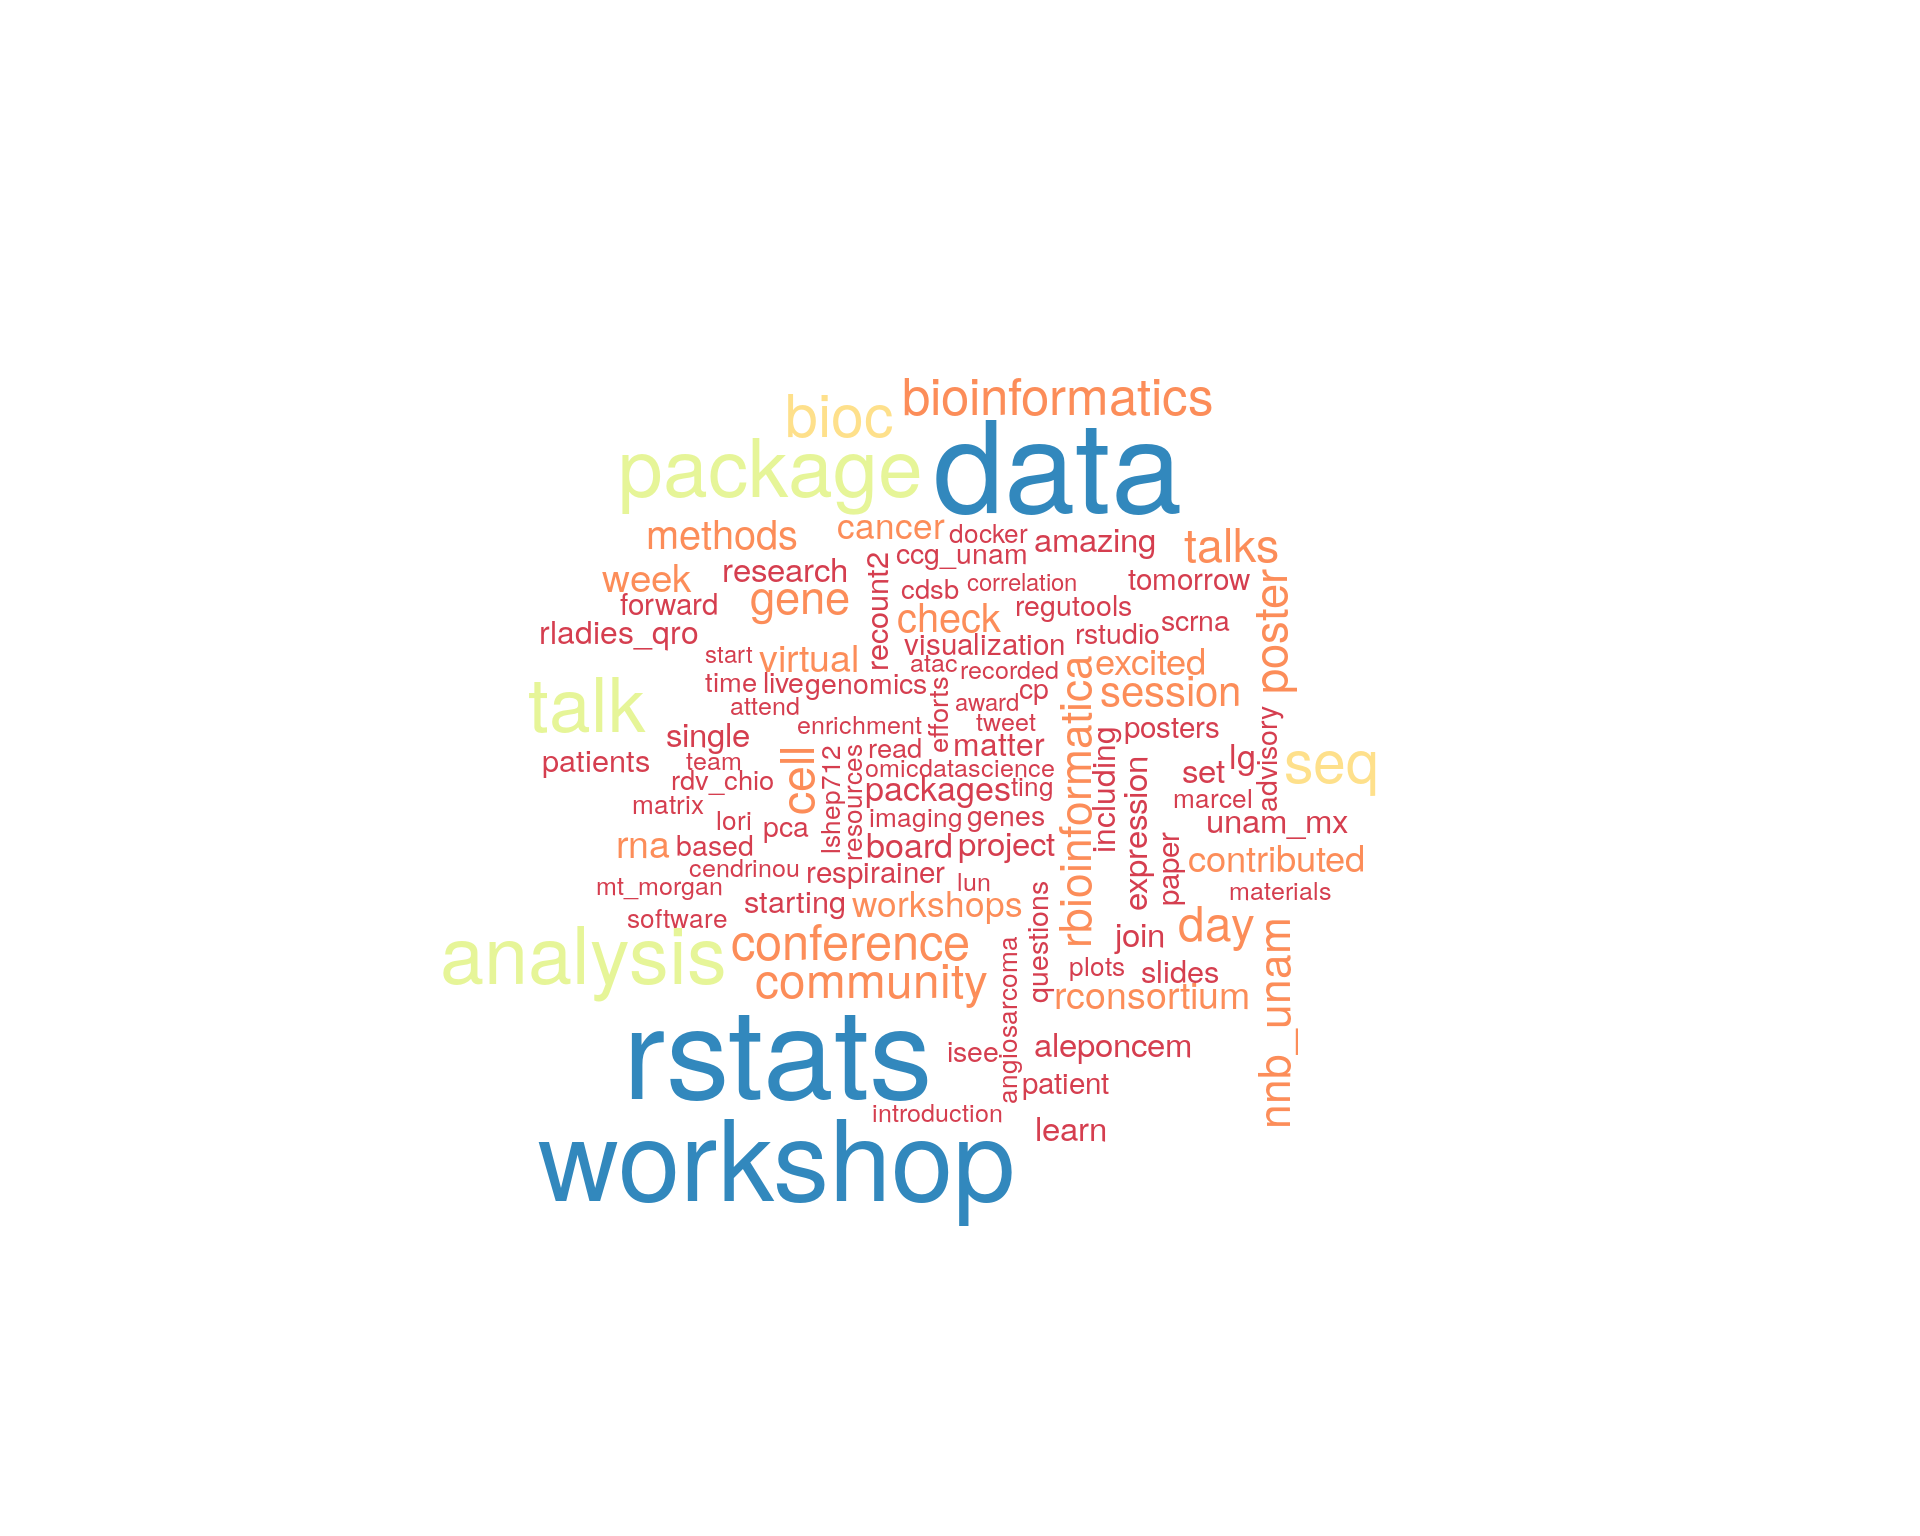 bioinformatics
bioc
data
package
methods
cancer
docker
amazing
talks
ccg_unam
week
research
recount2
cdsb
correlation
tomorrow
poster
forward
gene
check
regutools
scrna
rladies_qro
visualization
rstudio
start
virtual
atac
recorded
rbioinformatica
excited
time
live
genomics
efforts
cp
session
talk
attend
award
enrichment
tweet
posters
single
cell
read
matter
including
advisory
lg
seq
patients
team
lshep712
resources
omicdatascience
expression
set
rdv_chio
packages
ting
marcel
matrix
lori
pca
imaging
genes
unam_mx
rna
based
board
project
paper
contributed
cendrinou
respirainer
lun
mt_morgan
materials
software
starting
workshops
questions
join
day
nnb_unam
analysis
conference
community
angiosarcoma
plots
slides
rconsortium
rstats
isee
aleponcem
patient
introduction
learn
workshop